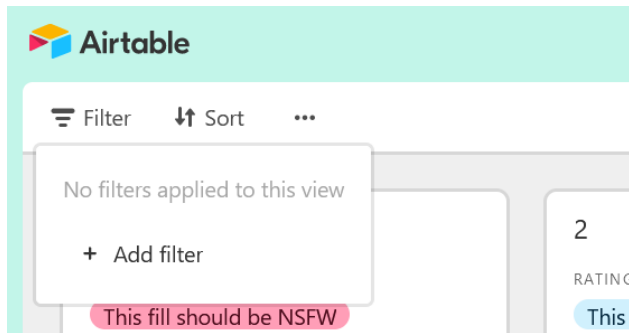 Airtable
Filter Sort ...
No filters applied to this view
+ Add filter
2
RATING
This fill should be NSFW
This